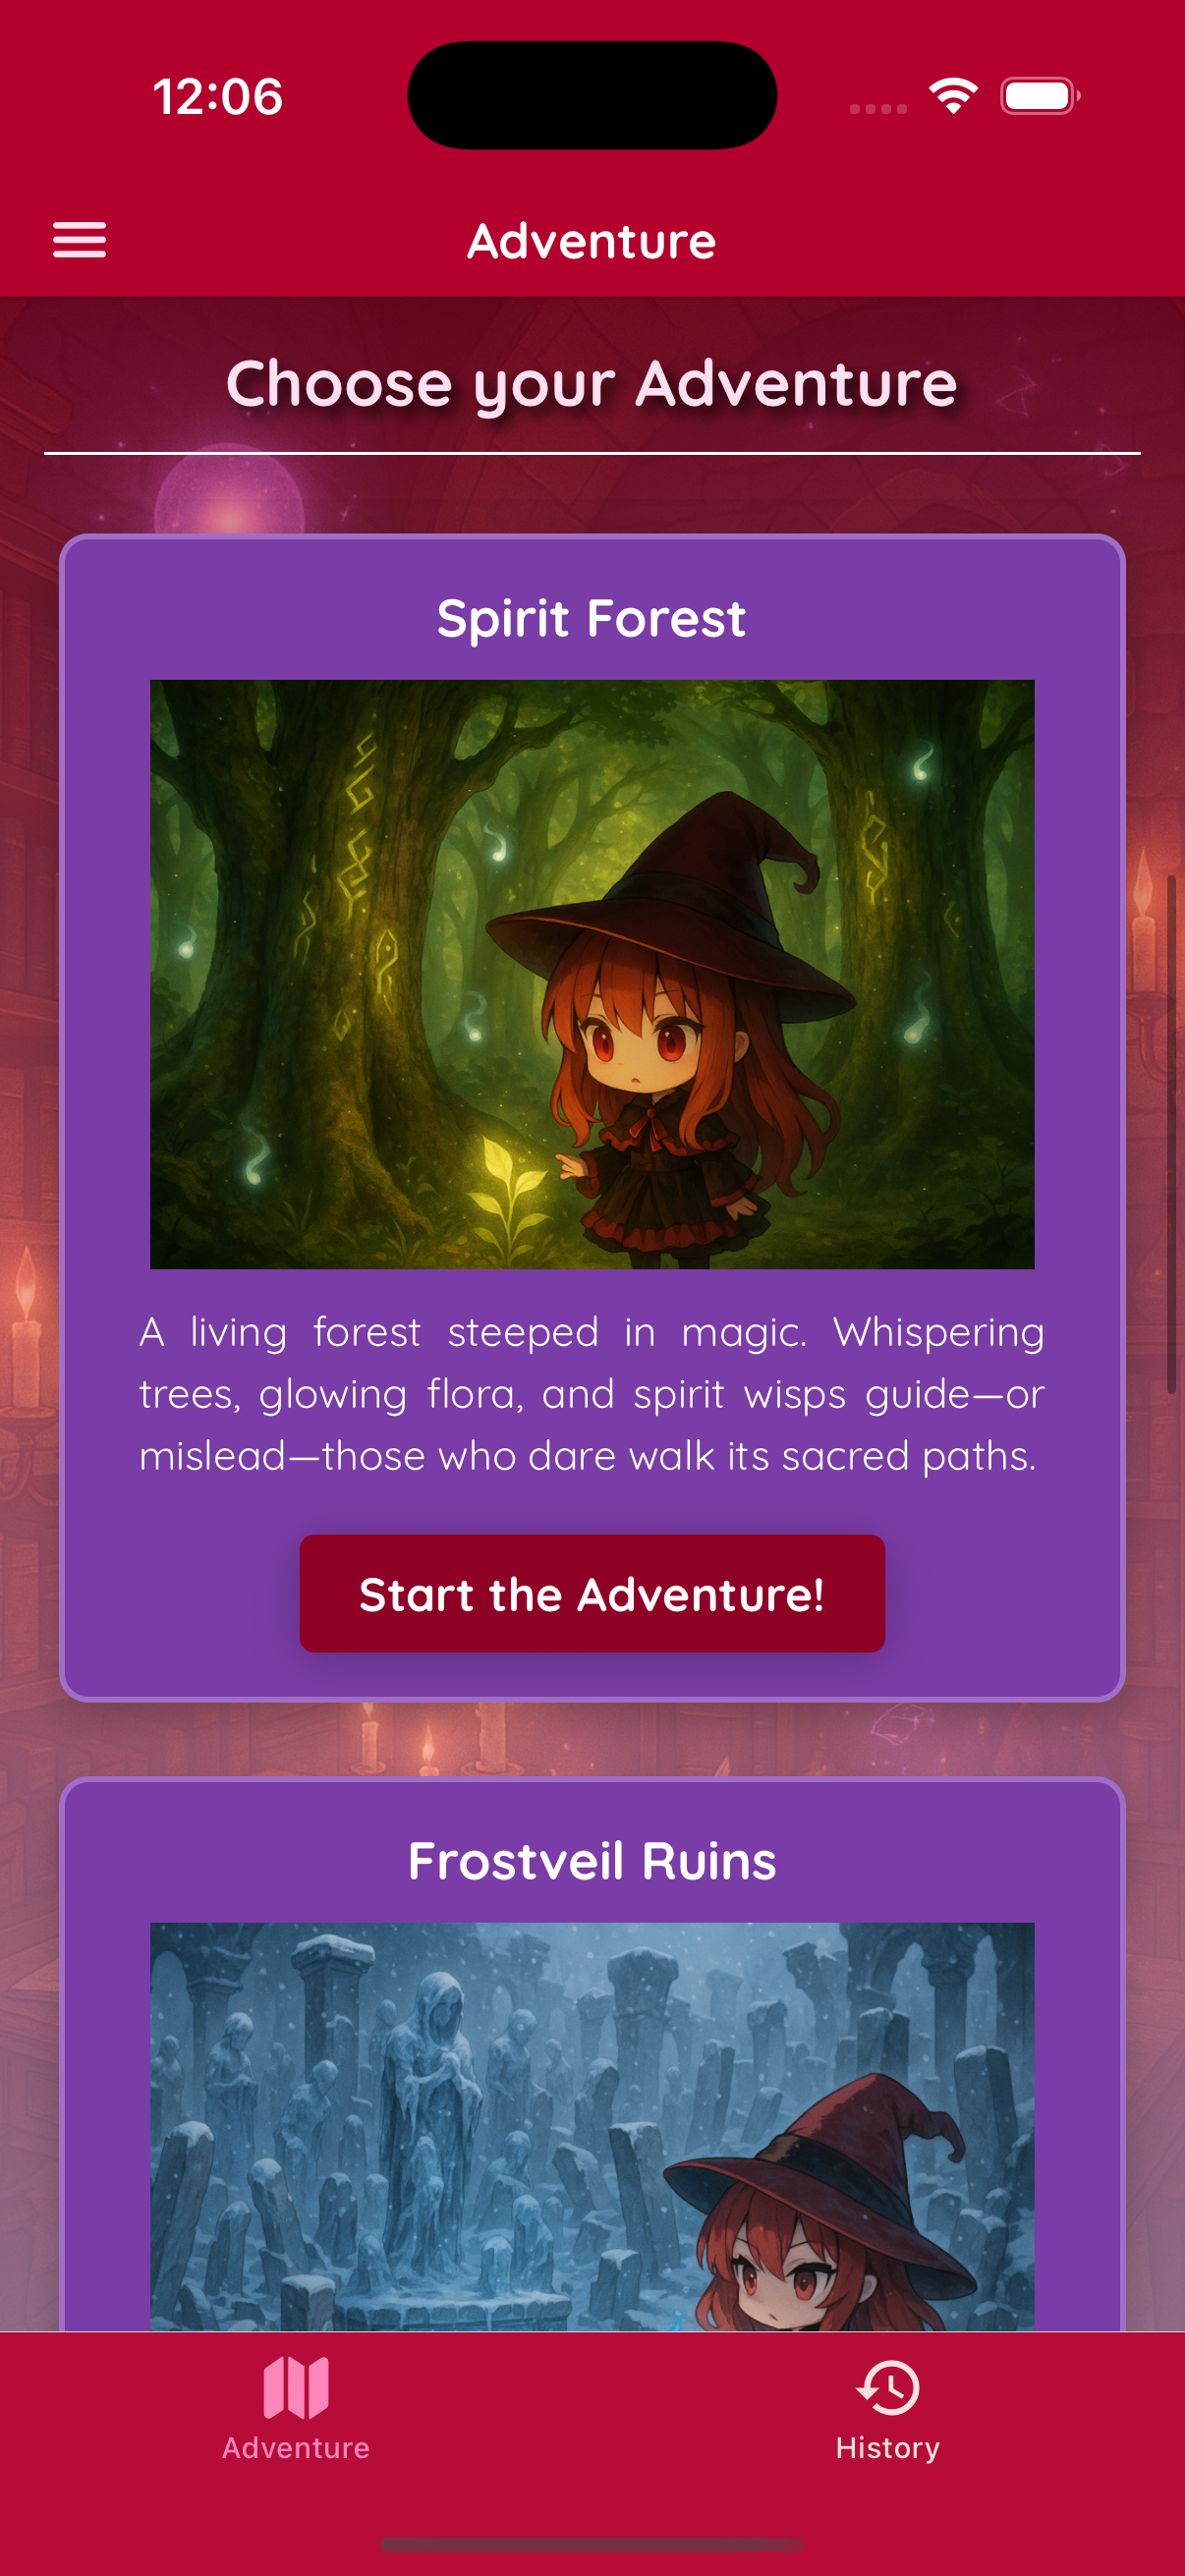 12:06
Adventure
Choose your Adventure
Spirit Forest
A living forest steeped in magic. Whispering
trees, glowing flora, and spirit wisps guide—or
mislead—those who dare walk its sacred paths.
Start the Adventure!
Frostveil Ruins
Adventure
History